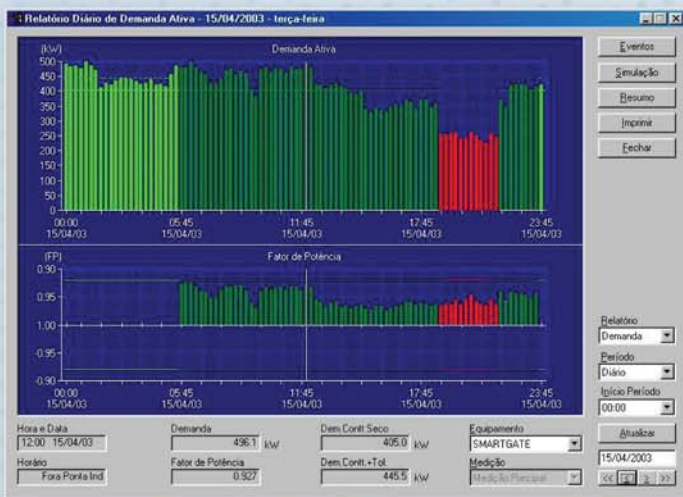 Relatório Diário de Demanda Ativa - 15/04/2003 - terça-feira
(kW) Demanda Ativa
500
450
400
350
300
250
200
150
100
50
0
00:00 05:45 11:45 17:45 23:45
15/04/03 15/04/03 15/04/03 15/04/03 15/04/03
(FP) Fator de Potência
0.90
0.95
1.00
-0.95
-0.90
00:00 05:45 11:45 17:45 23:45
15/04/03 15/04/03 15/04/03 15/04/03 15/04/03
Eventos
Simulação
Resumo
Imprimir
Fechar
Relatório
Demanda
Período
Diário
Início Período
00:00
Atualizar
15/04/2003
<< < > >>
Hora e Data Demanda Dem.Contr.Seco Equipamento
12:00 15/04/03 496.1 kW 405.0 kW SMARTGATE
Horário Fator de Potência Dem.Contr.+Tol. Medição
Fora Ponta Ind 0.927 445.5 kW Medição Principal